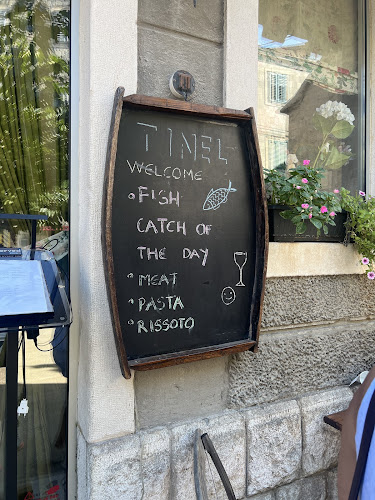 TINEL
WELCOME
• FISH
CATCH OF
THE DAY
• MEAT
• PASTA
• RISSOTO